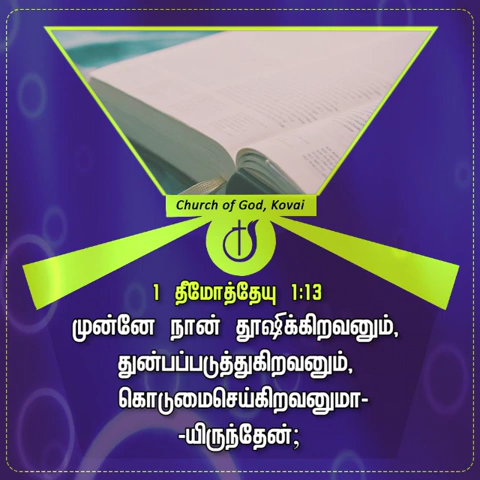 Church of God, Kovai
1 தீமோத்தேயு 1:13
முன்னே நான் தூஷிக்கிறவனும்,
துன்பப்படுத்துகிறவனும்,
கொடுமைசெய்கிறவனுமா-
-யிருந்தேன்;